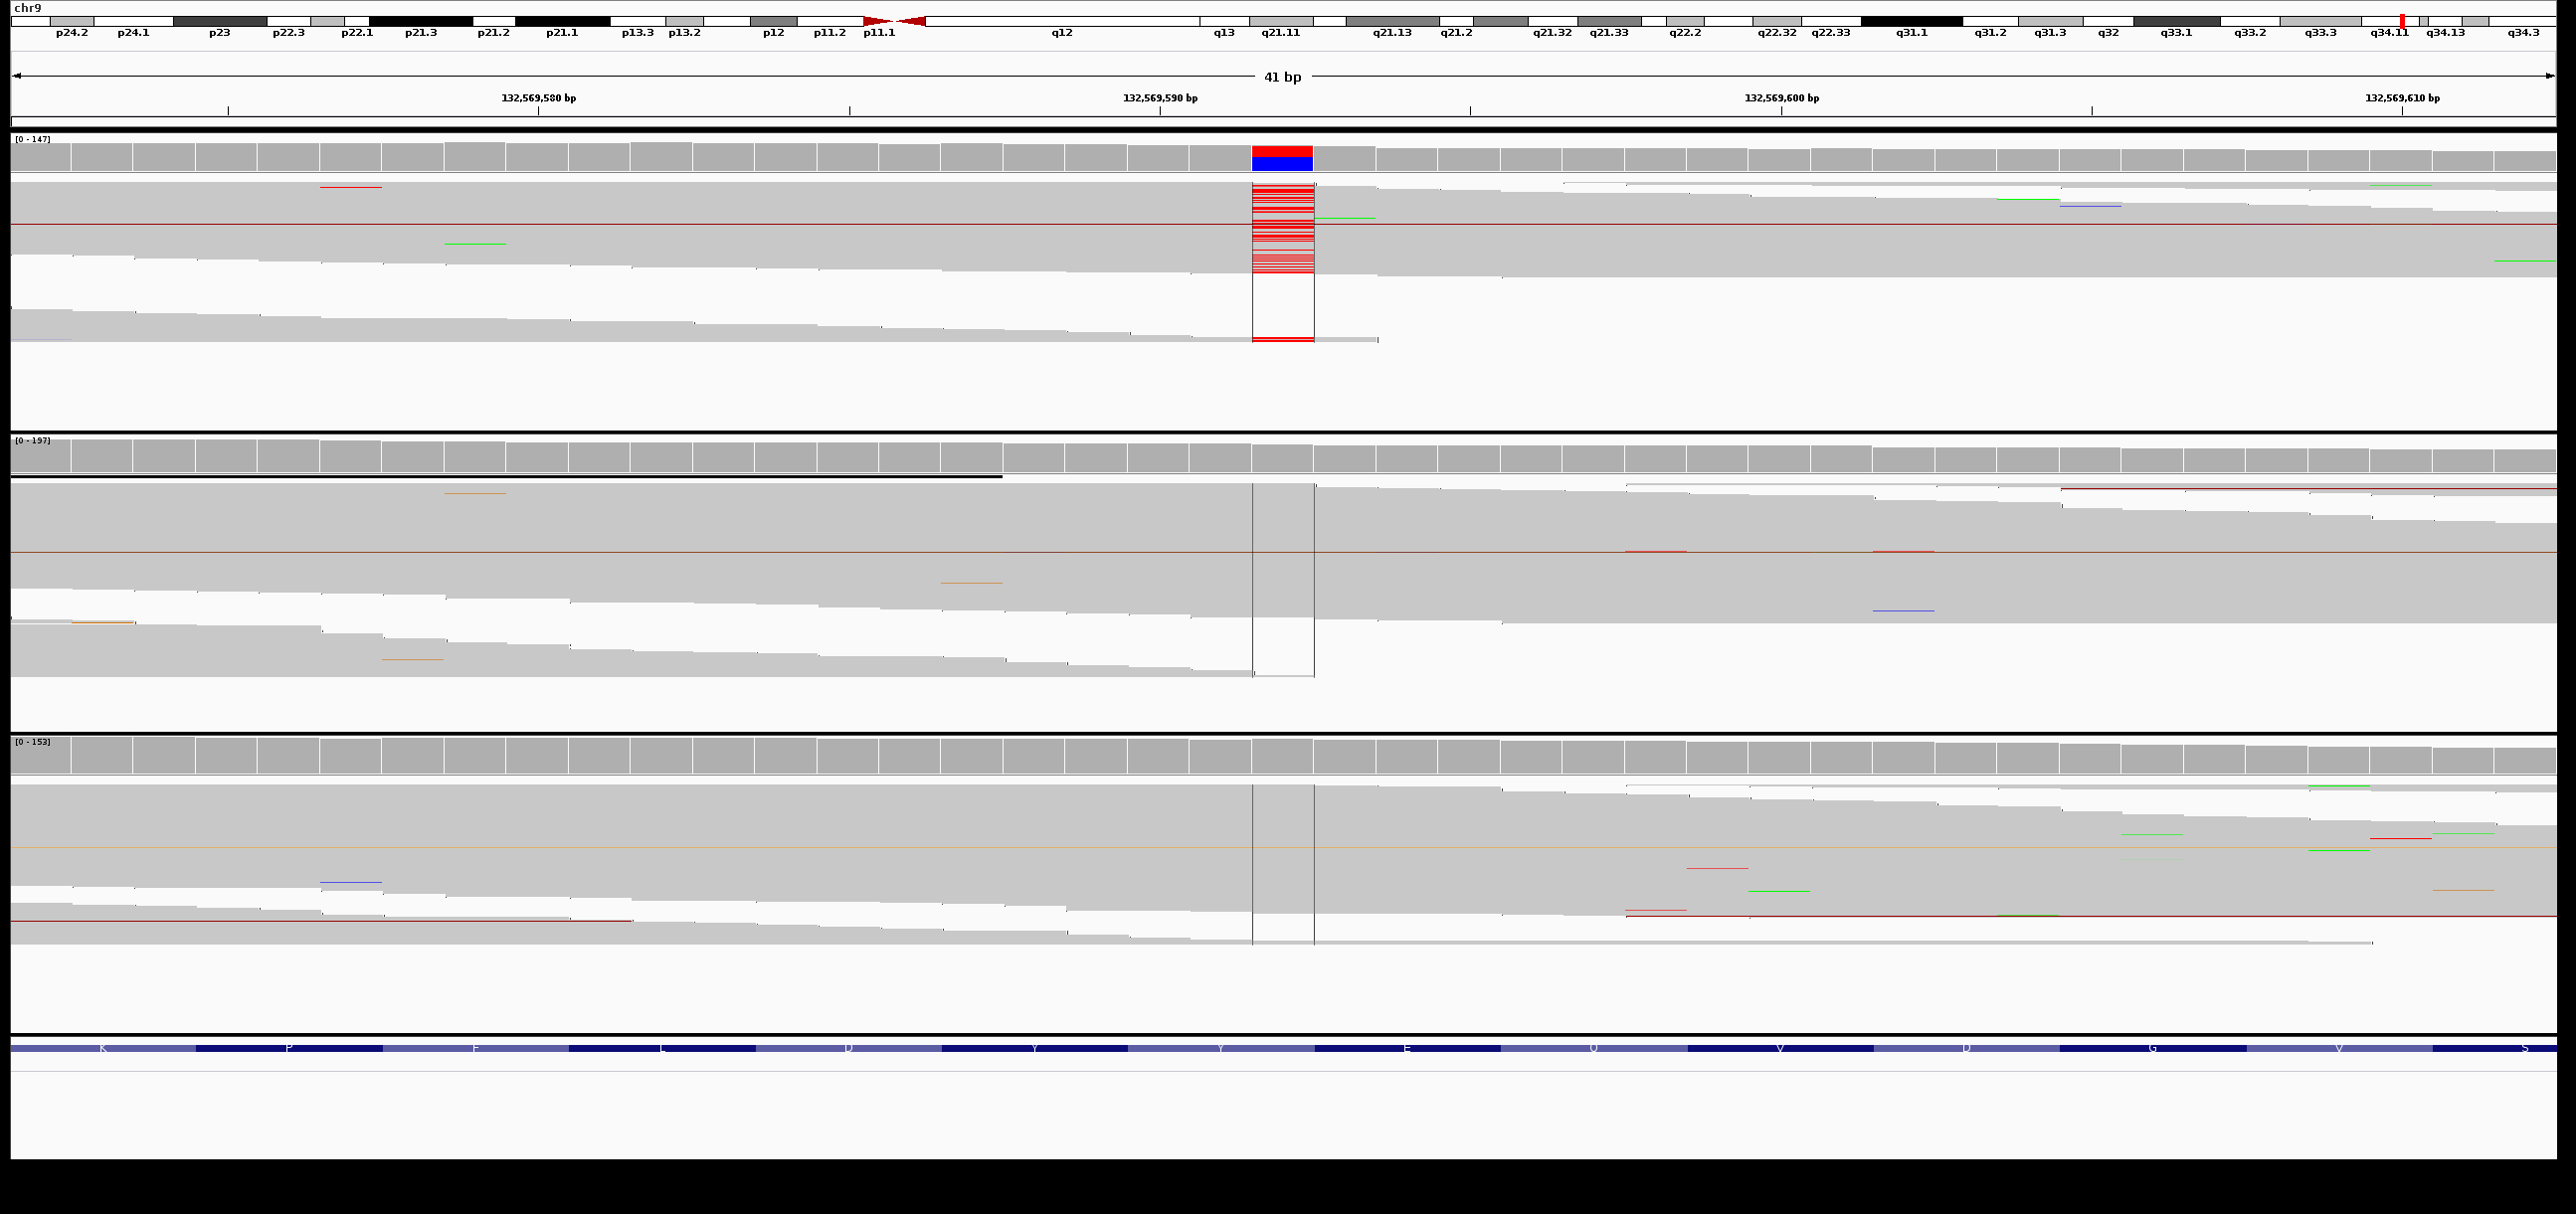 chr9
p24.2 p24.1 p23 p22.3 p22.1 p21.3 p21.2 p21.1 p13.3 p13.2 p12 p11.2 p11.1 q12 q13 q21.11 q21.13 q21.2 q21.32 q21.33 q22.2 q22.32 q22.33 q31.1 q31.2 q31.3 q32 q33.1 q33.2 q33.3 q34.11 q34.13 q34.3
41 bp
132,569,580 bp 132,569,590 bp 132,569,600 bp 132,569,610 bp
[0 - 147]
[0 - 197]
[0 - 153]
K P F L D Y Y E Q V D G V S